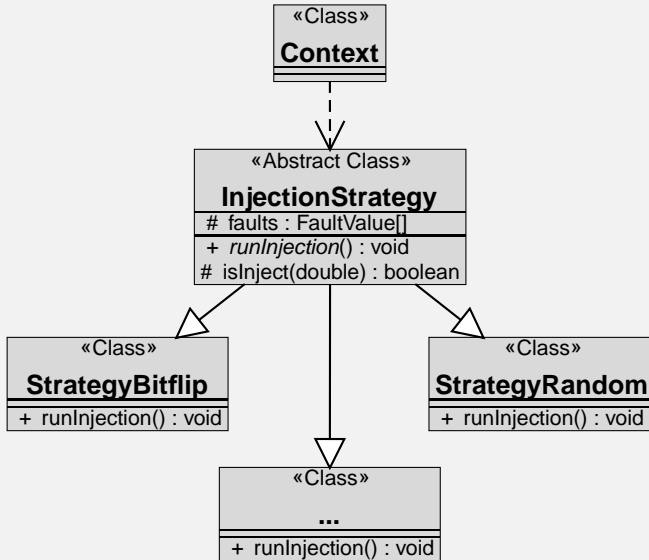 «Class»
Context
«Abstract Class»
InjectionStrategy
# faults : FaultValue[]
+ runInjection() : void
# isInject(double) : boolean
«Class»
StrategyBitflip
+ runInjection() : void
«Class»
StrategyRandom
+ runInjection() : void
«Class»
...
+ runInjection() : void